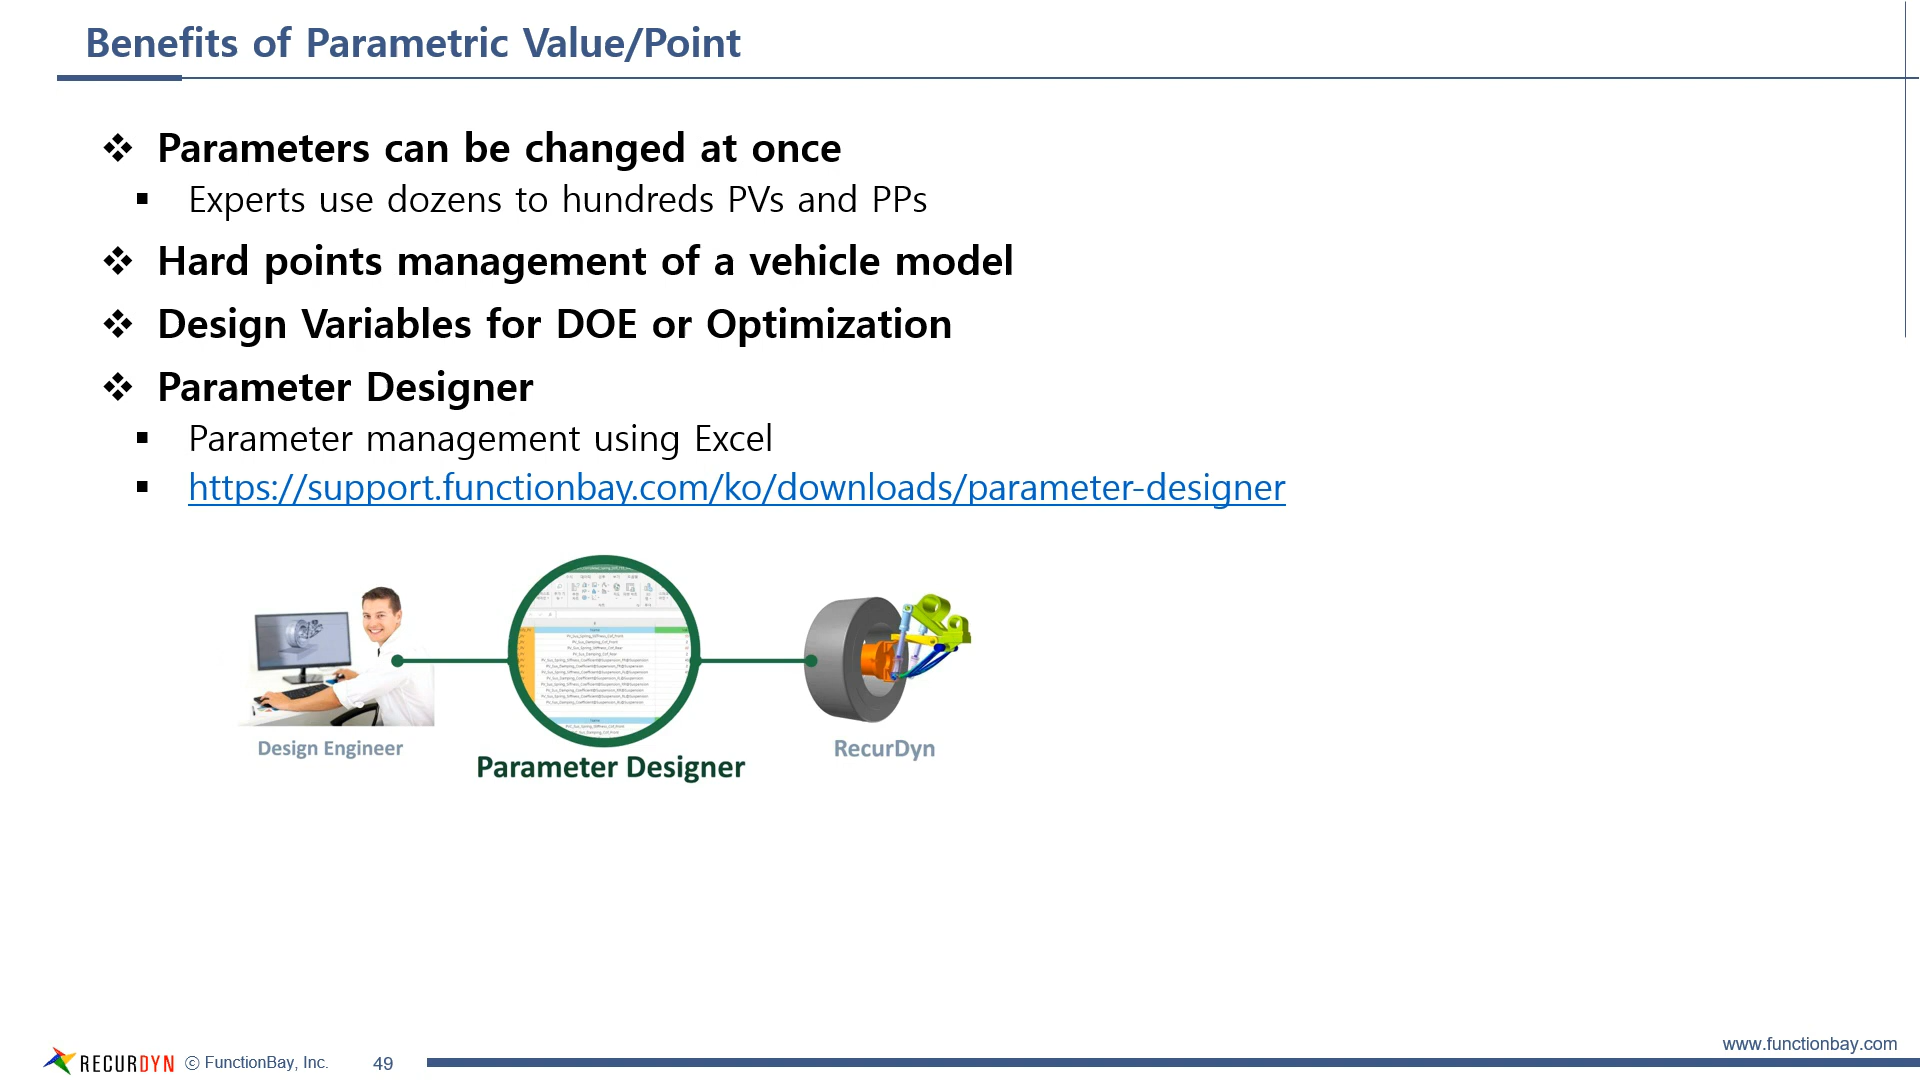 Benefits of Parametric Value/Point
❖ Parameters can be changed at once
▪ Experts use dozens to hundreds PVs and PPs
❖ Hard points management of a vehicle model
❖ Design Variables for DOE or Optimization
❖ Parameter Designer
▪ Parameter management using Excel
▪ https://support.functionbay.com/ko/downloads/parameter-designer
Design Engineer
Parameter Designer
RecurDyn
www.functionbay.com
RECURDYN ⓒ FunctionBay, Inc. 49